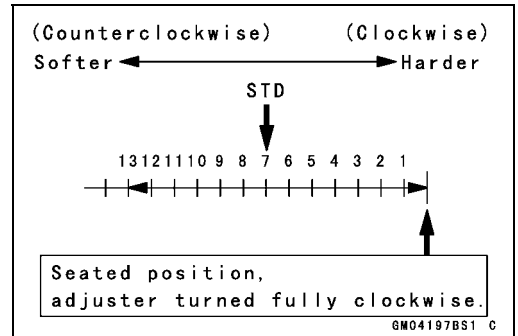 (Counterclockwise) (Clockwise)
Softer Harder
STD
13 12 11 10 9 8 7 6 5 4 3 2 1
Seated position,
adjuster turned fully clockwise.
GM04197BS1 C